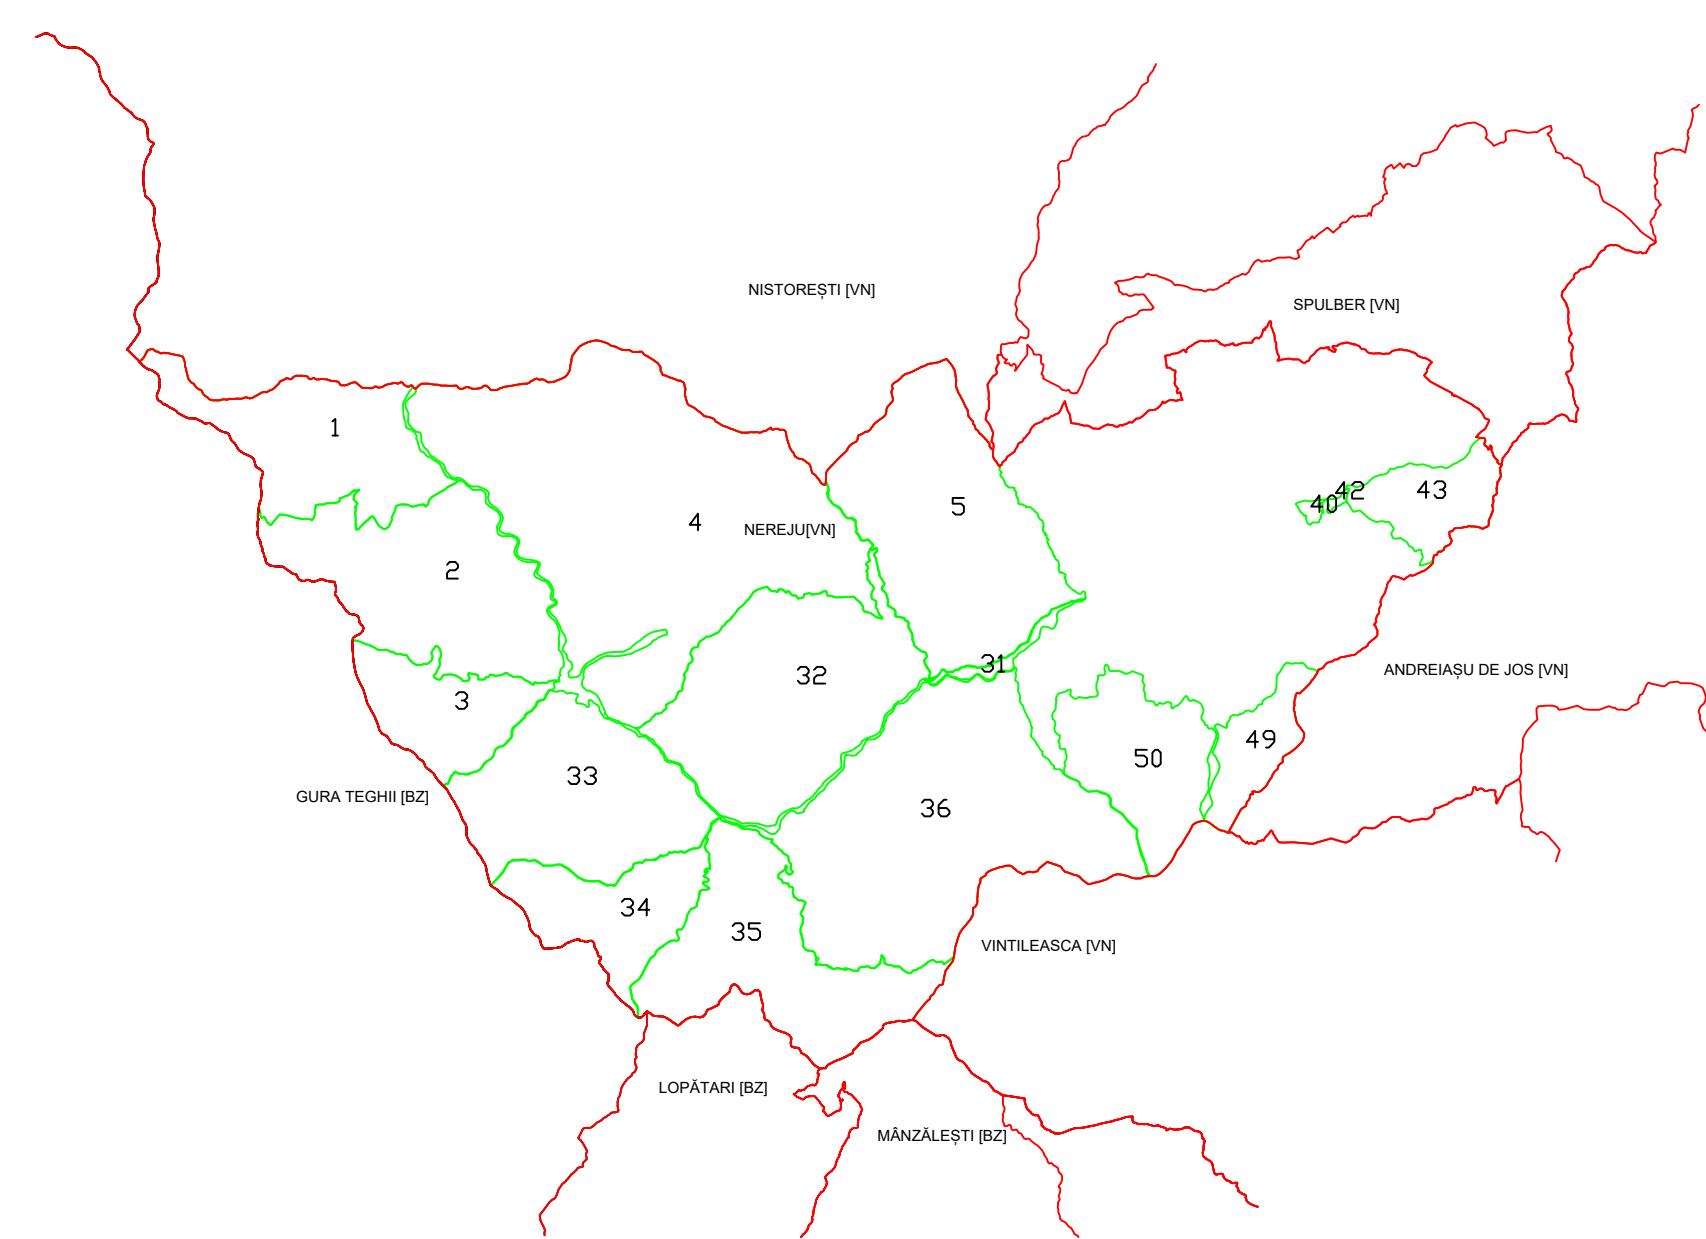 NISTOREȘTI [VN]
SPULBER [VN]
1
40
42
43
5
4
NEREJU[VN]
2
31
ANDREIAȘU DE JOS [VN]
32
3
49
50
33
GURA TEGHII [BZ]
36
34
35
VINTILEASCA [VN]
LOPĂTARI [BZ]
MÂNZĂLEȘTI [BZ]